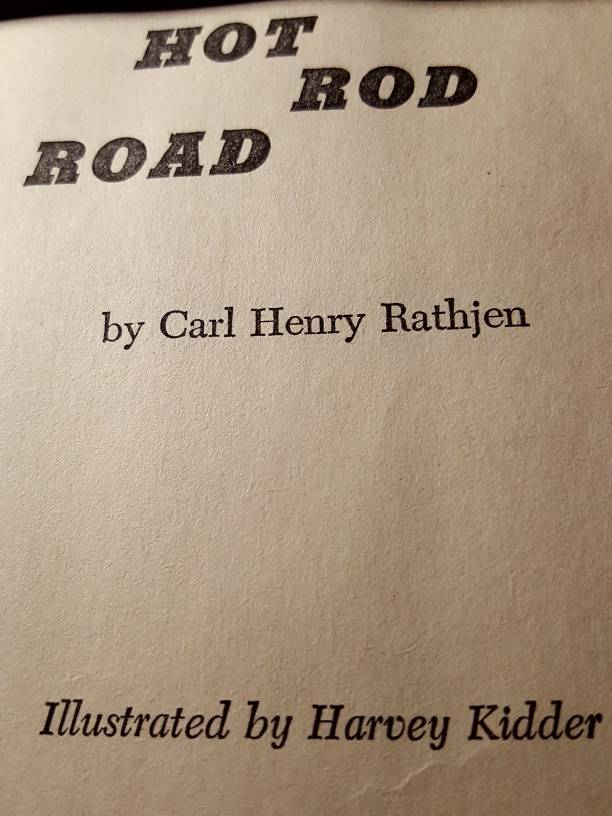 HOT
ROD
ROAD
by Carl Henry Rathjen
Illustrated by Harvey Kidder